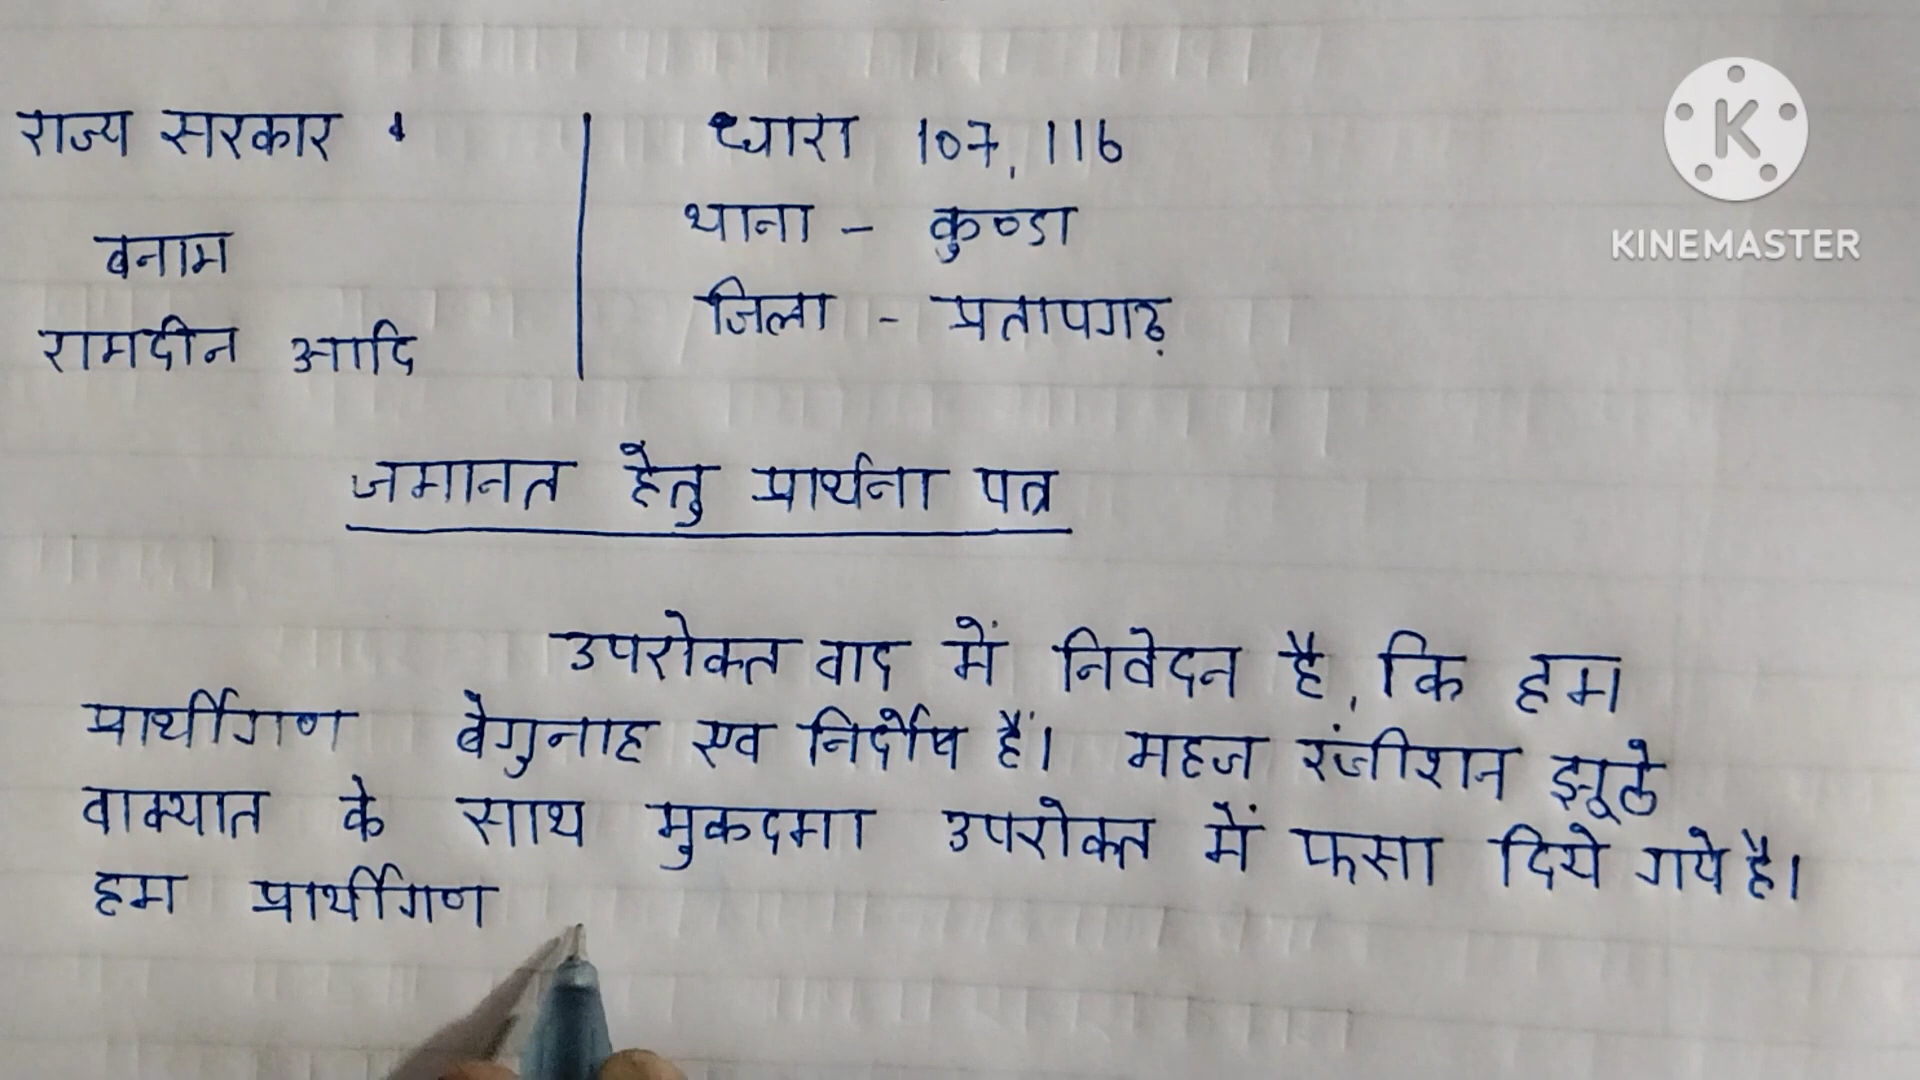 राज्य सरकार
धारा 107, 116
थाना - कुण्डा
बनाम
जिला - प्रतापगढ़
रामदीन आदि
जमानत हेतु प्रार्थना पत्र
उपरोक्त वाद में निवेदन है, कि हम
प्रार्थीगण बेगुनाह एव निर्दोष हैं। महज रंजीशन झूठे
वाक्यात के साथ मुकदमा उपरोक्त में फसा दिये गये है।
हम प्रार्थीगण
K
KINEMASTER